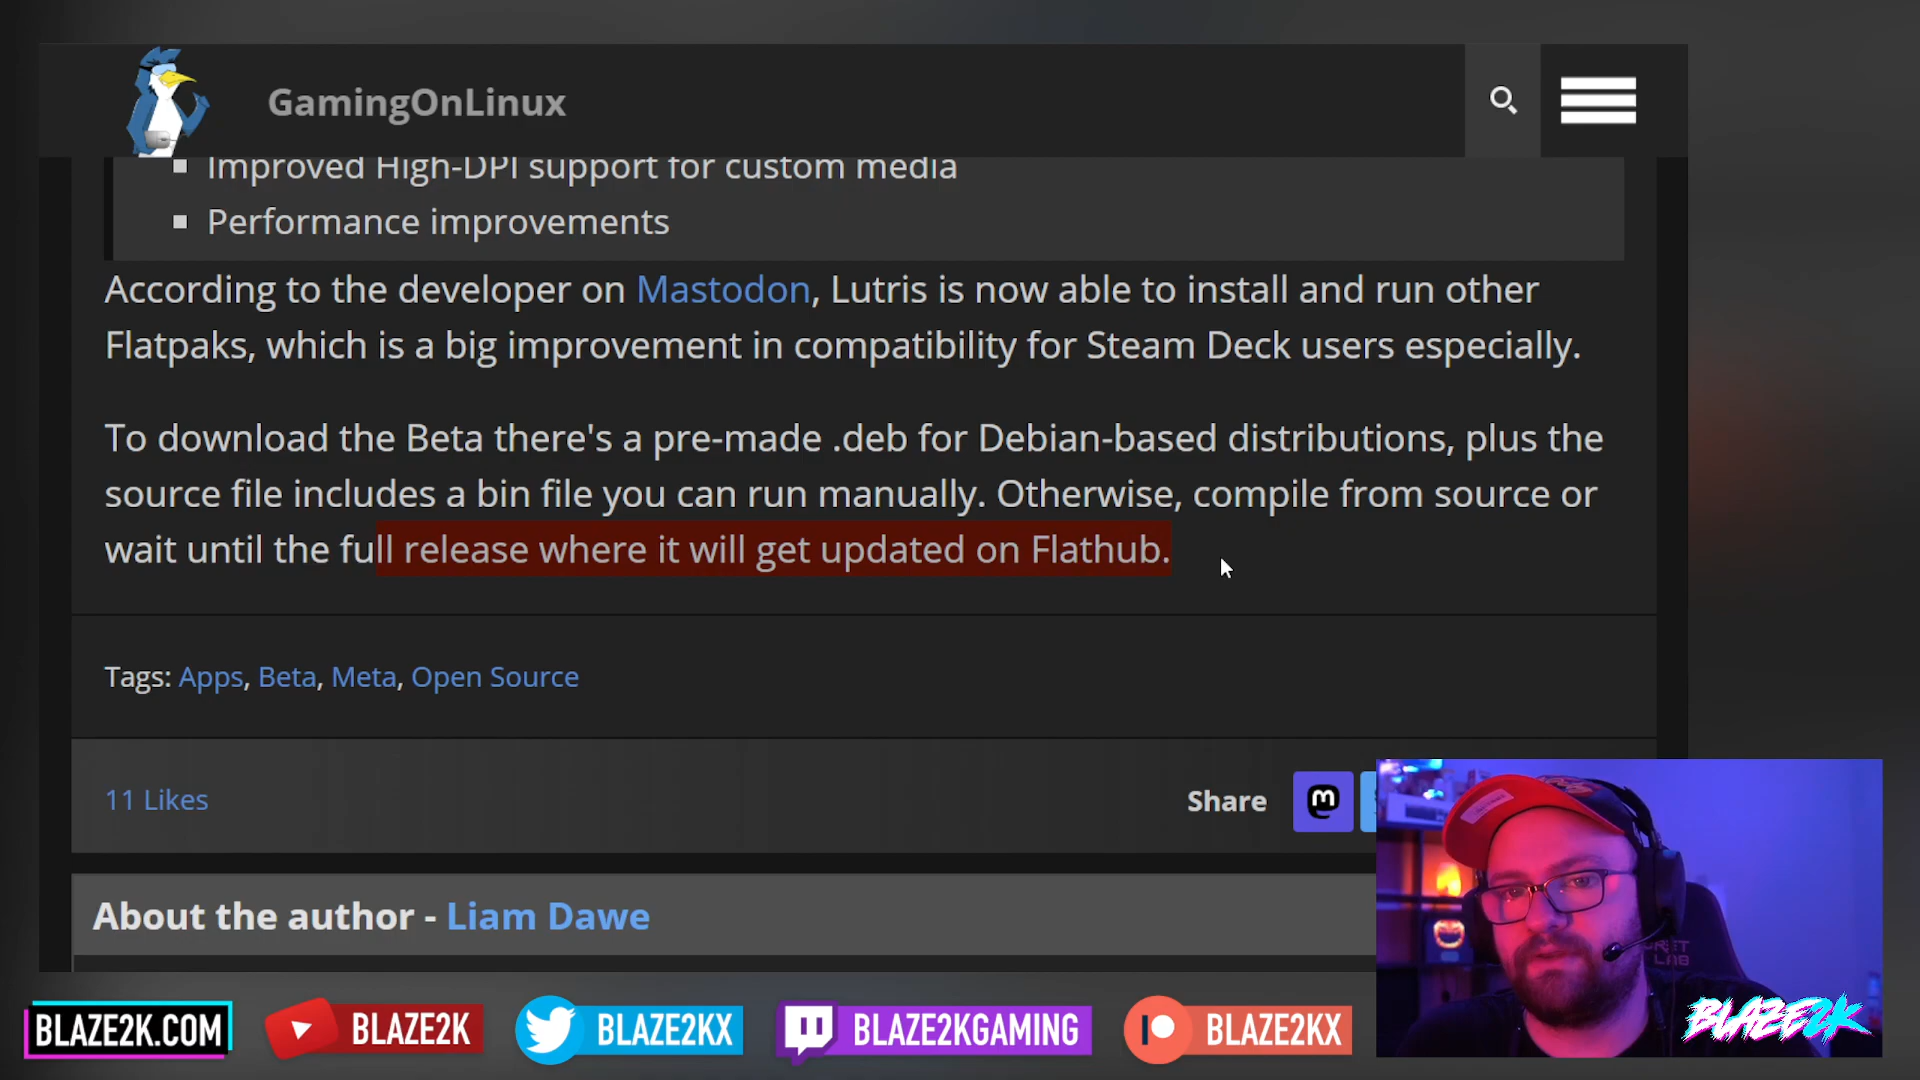 GamingOnLinux
Improved High-DPI support for custom media
Performance improvements
According to the developer on Mastodon, Lutris is now able to install and run other
Flatpaks, which is a big improvement in compatibility for Steam Deck users especially.
To download the Beta there's a pre-made .deb for Debian-based distributions, plus the
source file includes a bin file you can run manually. Otherwise, compile from source or
wait until the full release where it will get updated on Flathub.
Tags: Apps, Beta, Meta, Open Source
11 Likes
Share
About the author - Liam Dawe
BLAZE2K
BLAZE2K.COM
BLAZE2K
BLAZE2KX
BLAZE2KGAMING
BLAZE2KX